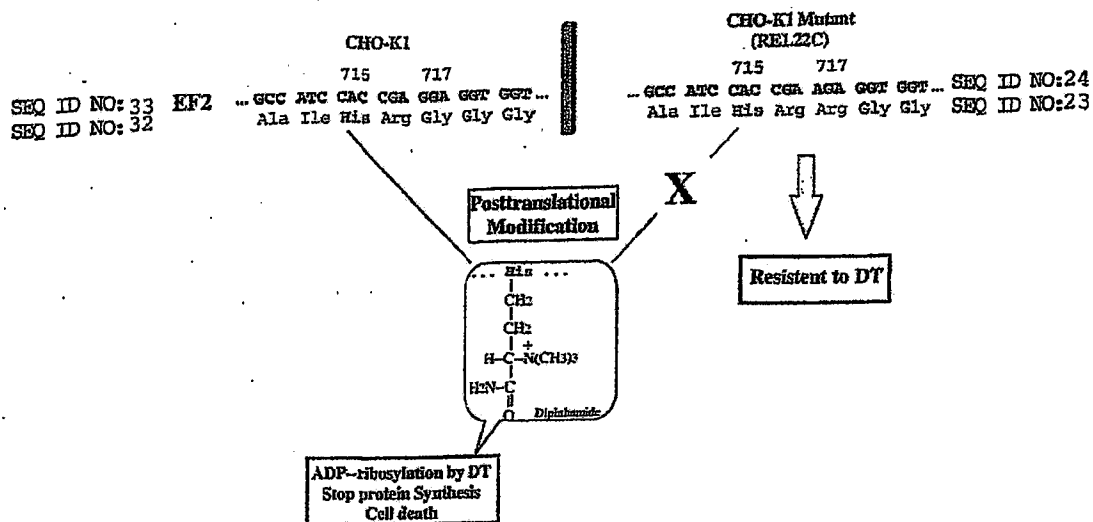 CHO-K1
715 717
SEQ ID NO: 33 EF2 ... GCC ATC CAC CGA GGA GGT GGT...
SEQ ID NO: 32 Ala Ile His Arg Gly Gly Gly
CHO-K1 Mutant
(RE1.22C)
715 717
... GCC ATC CAC CGA AGA GGT GGT... SEQ ID NO:24
Ala Ile His Arg Arg Gly Gly SEQ ID NO:23
X
Posttranslational
Modification
Resistent to DT
... His ...
CH2
CH2
+
H-C-N(CH3)3
H2N-C
O Diphthamide
ADP-ribosylation by DT
Stop protein Synthesis
Cell death